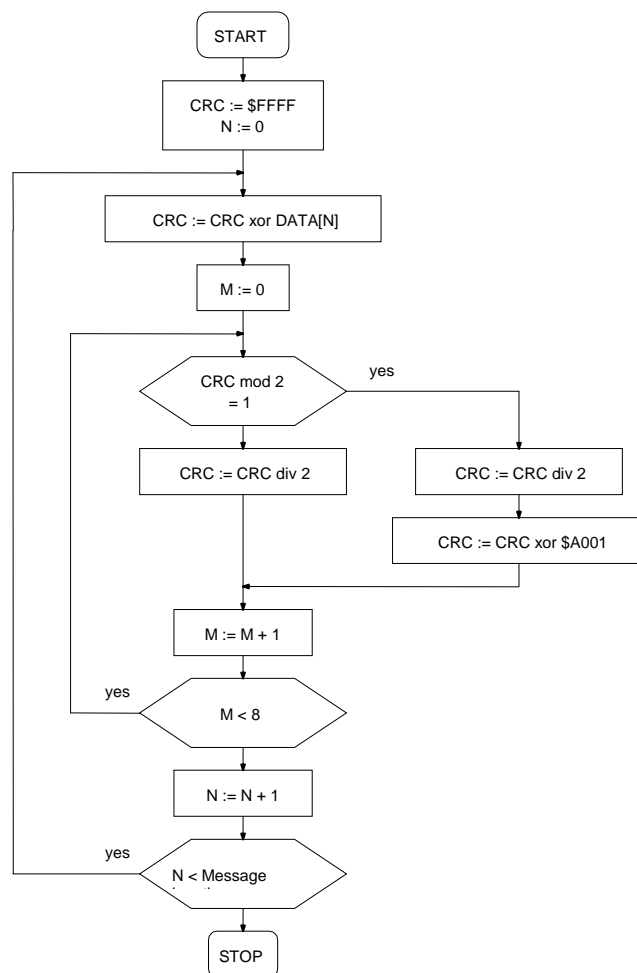 START
CRC := $FFFF
N := 0
CRC := CRC xor DATA[N]
M := 0
CRC mod 2
= 1
yes
CRC := CRC div 2
CRC := CRC div 2
CRC := CRC xor $A001
M := M + 1
yes
M < 8
N := N + 1
yes
N < Message
STOP